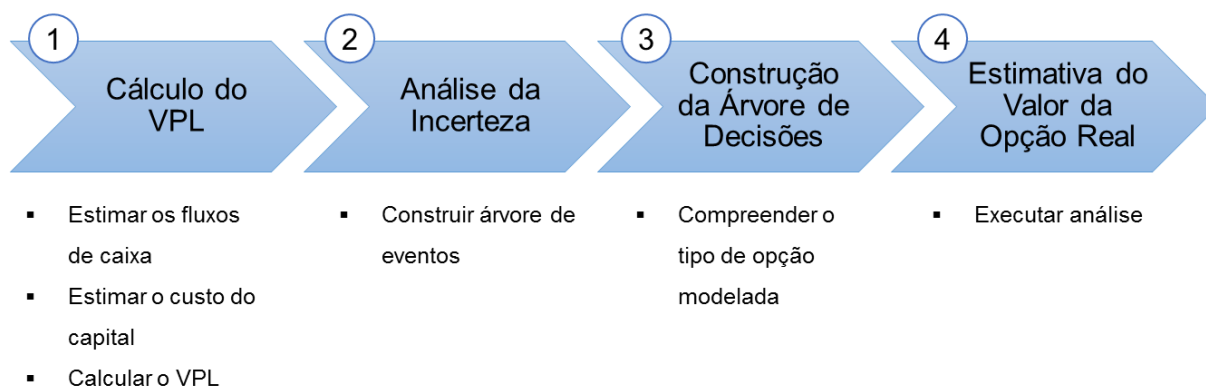 1
Cálculo do
VPL
2
Análise da
Incerteza
3
Construção
da Árvore de
Decisões
4
Estimativa do
Valor da
Opção Real
▪ Estimar os fluxos
de caixa
▪ Estimar o custo do
capital
▪ Calcular o VPL
▪ Construir árvore de
eventos
▪ Compreender o
tipo de opção
modelada
▪ Executar análise